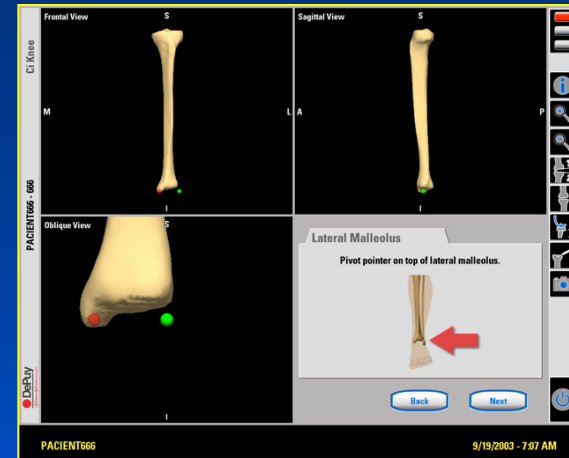 Ci Knee
PACIENT666 - 666
DePuy
Frontal View
S
M
L
I
Sagittal View
S
A
P
I
Oblique View
S
I
Lateral Malleolus
Pivot pointer on top of lateral malleolus.
Back
Next
PACIENT666
9/19/2003 - 7:07 AM